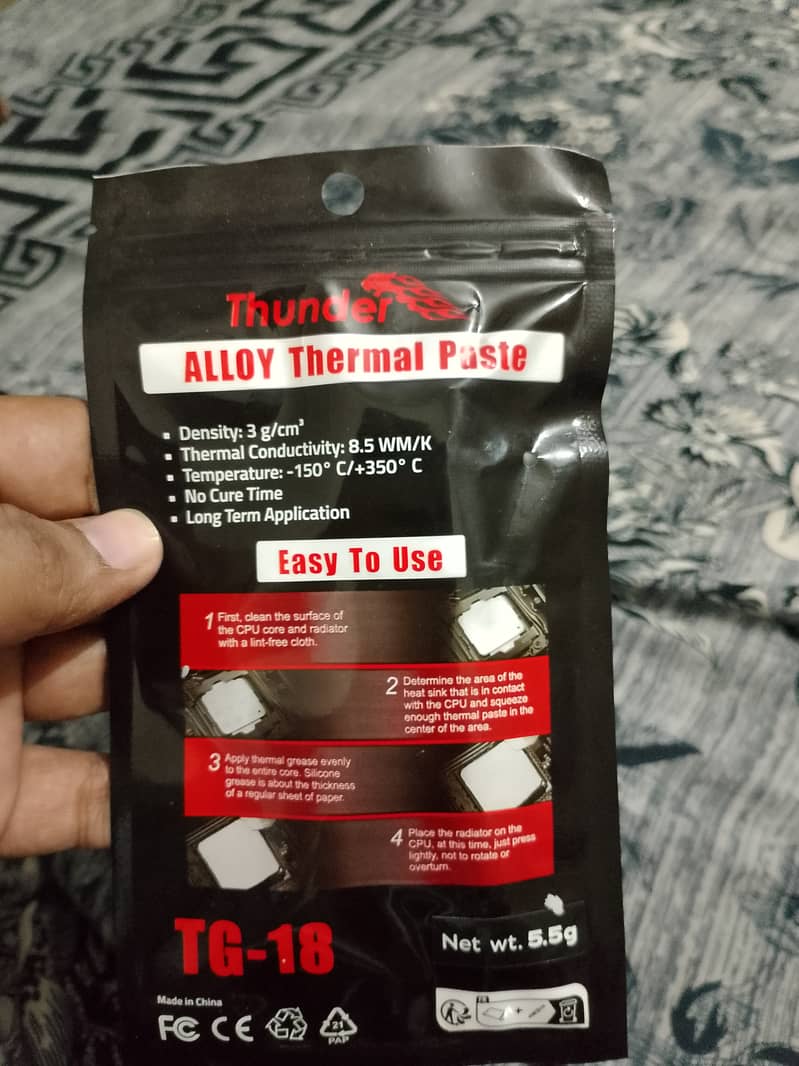 Thunder
ALLOY Thermal Paste
▪ Density: 3 g/cm³
▪ Thermal Conductivity: 8.5 WM/K
▪ Temperature: -150° C/+350° C
▪ No Cure Time
▪ Long Term Application
Easy To Use
1 First, clean the surface of
the CPU core and radiator
with a lint-free cloth.
2 Determine the area of the
heat sink that is in contact
with the CPU and squeeze
enough thermal paste in the
center of the area.
3 Apply thermal grease evenly
to the entire core. Silicone
grease is about the thickness
of a regular sheet of paper.
4 Place the radiator on the
CPU, at this time, just press
lightly, not to rotate or
overturn.
TG-18
Net wt. 5.5g
Made in China
FC CE
21
PAP
FR